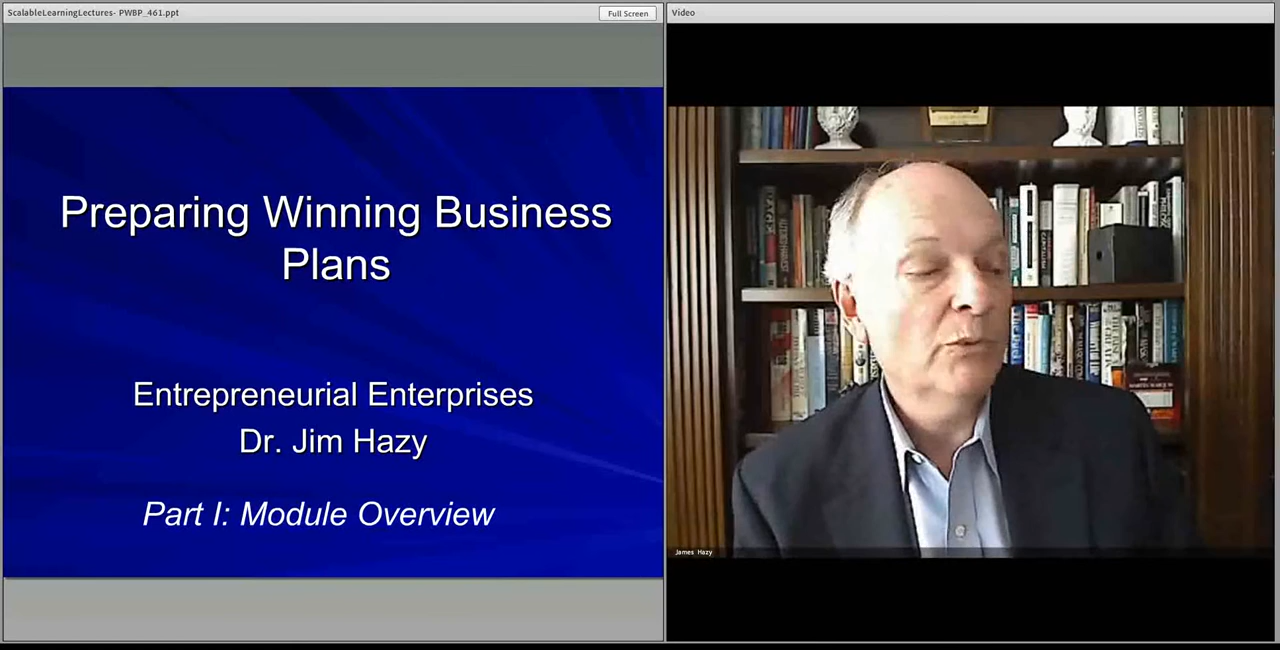 ScalableLearningLectures- PWBP_461.ppt
Full Screen
Video
Preparing Winning Business
Plans
Entrepreneurial Enterprises
Dr. Jim Hazy
Part I: Module Overview
James Hazy